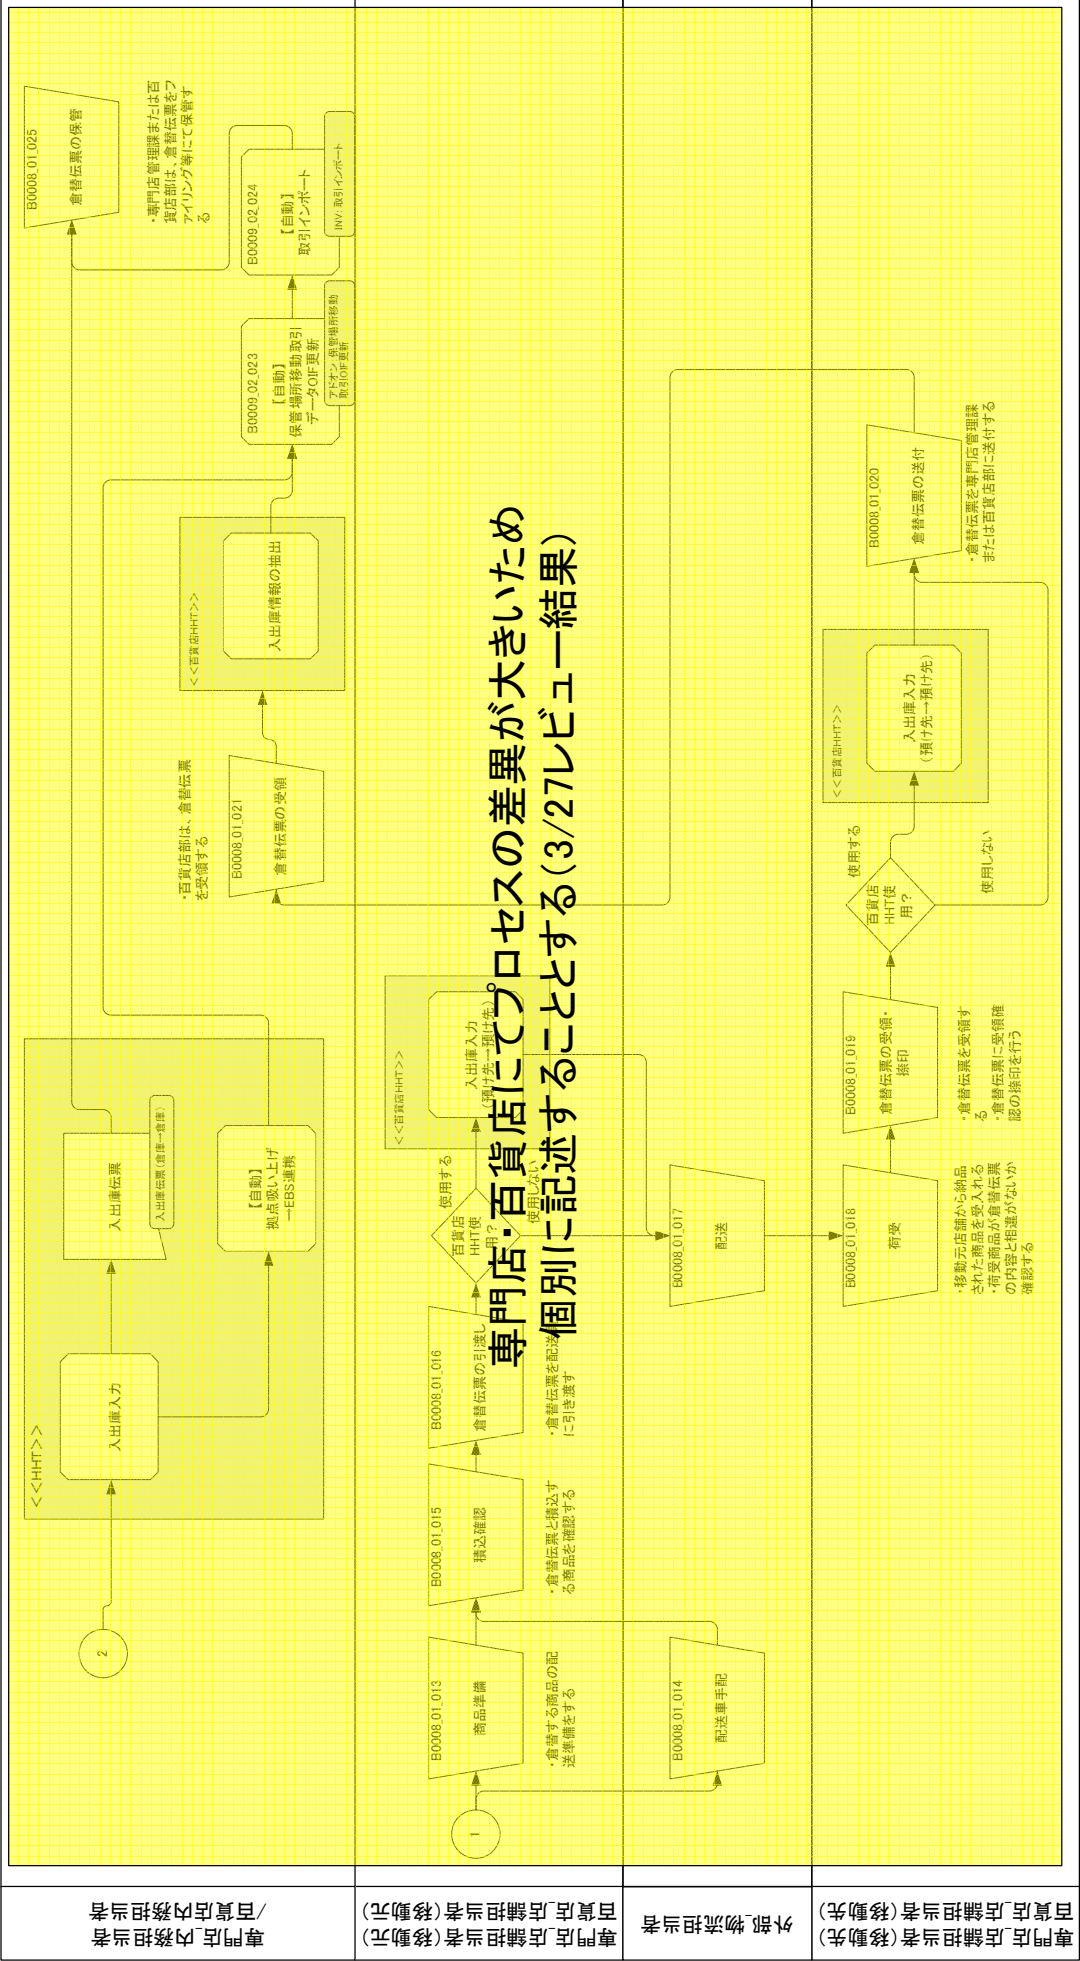 専門店_内務担当者
/百貨店内務担当者
2
<<HHT>>
入出庫入力
入出庫伝票
入出庫伝票(倉庫→倉庫)
【自動】
拠点吸い上げ
→EBS連携
・百貨店部は、倉替伝票
を受領する
B0008_01_021
倉替伝票の受領
<<百貨店HHT>>
入出庫情報の抽出
B0009_02_023
【自動】
保管場所移動取引
データOIF更新
アドオン:保管場所移動
取引OIF更新
B0009_02_024
【自動】
取引インポート
INV:取引インポート
B0008_01_025
倉替伝票の保管
・専門店管理課または百
貨店部は、倉替伝票をフ
ァイリング等にて保管す
る
専門店_店舗担当者(移動元)
百貨店_店舗担当者(移動元)
1
B0008_01_013
商品準備
・倉替する商品の配
送準備をする
B0008_01_015
積込確認
・倉替伝票と積込す
る商品を確認する
B0008_01_016
倉替伝票の引渡し
・倉替伝票を配送
に引き渡す
百貨店
HHT使
用?
使用する
使用しない
<<百貨店HHT>>
入出庫入力
(預け先→預け先)
専門店・百貨店にてプロセスの差異が大きいため
個別に記述することとする(3/27レビュー結果)
外部_物流担当者
B0008_01_014
配送車手配
B0008_01_017
配送
専門店_店舗担当者(移動先)
百貨店_店舗担当者(移動先)
B0008_01_018
荷受
・移動元店舗から納品
された商品を受入れる
・荷受商品が倉替伝票
の内容と相違がないか
確認する
B0008_01_019
倉替伝票の受領・
捺印
・倉替伝票を受領す
る
・倉替伝票に受領確
認の捺印を行う
百貨店
HHT使
用?
使用する
使用しない
<<百貨店HHT>>
入出庫入力
(預け先→預け先)
B0008_01_020
倉替伝票の送付
・倉替伝票を専門店管理課
または百貨店部に送付する